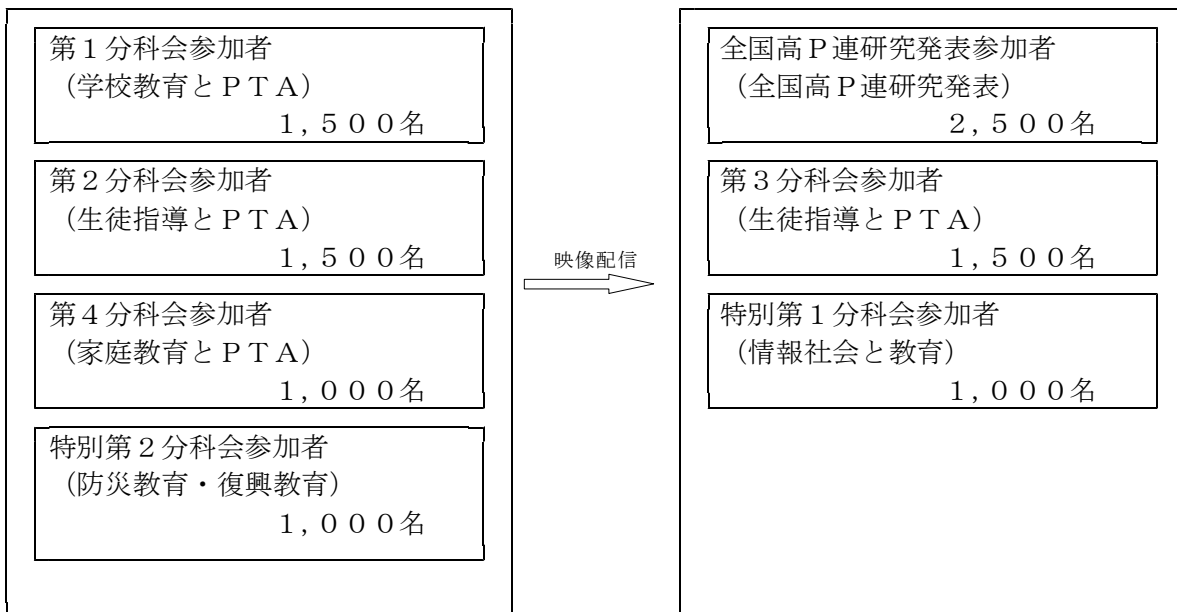 第１分科会参加者
（学校教育とＰＴＡ）
１,５００名
第２分科会参加者
（生徒指導とＰＴＡ）
１,５００名
第４分科会参加者
（家庭教育とＰＴＡ）
１,０００名
特別第２分科会参加者
（防災教育・復興教育）
１,０００名
映像配信
全国高Ｐ連研究発表参加者
（全国高Ｐ連研究発表）
２,５００名
第３分科会参加者
（生徒指導とＰＴＡ）
１,５００名
特別第１分科会参加者
（情報社会と教育）
１,０００名